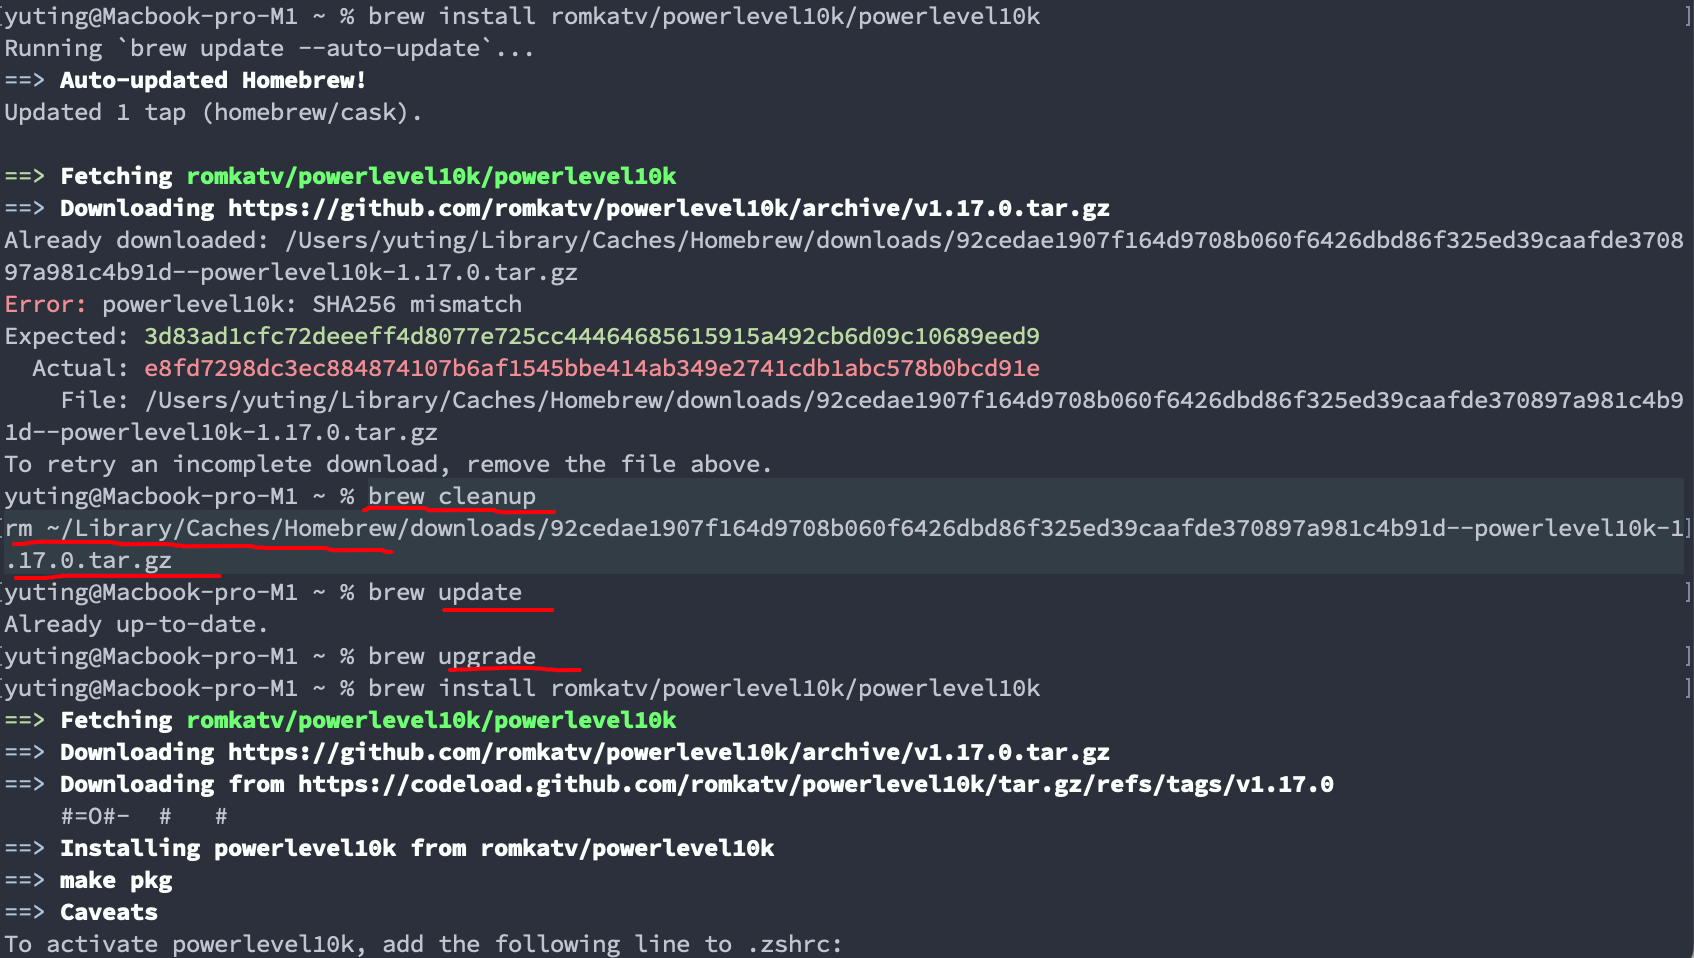 [yuting@Macbook-pro-M1 ~ % brew install romkatv/powerlevel10k/powerlevel10k ]
Running `brew update --auto-update`...
==> Auto-updated Homebrew!
Updated 1 tap (homebrew/cask).
==> Fetching romkatv/powerlevel10k/powerlevel10k
==> Downloading https://github.com/romkatv/powerlevel10k/archive/v1.17.0.tar.gz
Already downloaded: /Users/yuting/Library/Caches/Homebrew/downloads/92cedae1907f164d9708b060f6426dbd86f325ed39caafde3708
97a981c4b91d--powerlevel10k-1.17.0.tar.gz
Error: powerlevel10k: SHA256 mismatch
Expected: 3d83ad1cfc72deeeff4d8077e725cc44464685615915a492cb6d09c10689eed9
Actual: e8fd7298dc3ec884874107b6af1545bbe414ab349e2741cdb1abc578b0bcd91e
File: /Users/yuting/Library/Caches/Homebrew/downloads/92cedae1907f164d9708b060f6426dbd86f325ed39caafde370897a981c4b9
1d--powerlevel10k-1.17.0.tar.gz
To retry an incomplete download, remove the file above.
yuting@Macbook-pro-M1 ~ % brew cleanup
[rm ~/Library/Caches/Homebrew/downloads/92cedae1907f164d9708b060f6426dbd86f325ed39caafde370897a981c4b91d--powerlevel10k-1]
.17.0.tar.gz
[yuting@Macbook-pro-M1 ~ % brew update ]
Already up-to-date.
[yuting@Macbook-pro-M1 ~ % brew upgrade ]
[yuting@Macbook-pro-M1 ~ % brew install romkatv/powerlevel10k/powerlevel10k ]
==> Fetching romkatv/powerlevel10k/powerlevel10k
==> Downloading https://github.com/romkatv/powerlevel10k/archive/v1.17.0.tar.gz
==> Downloading from https://codeload.github.com/romkatv/powerlevel10k/tar.gz/refs/tags/v1.17.0
#=O#- # #
==> Installing powerlevel10k from romkatv/powerlevel10k
==> make pkg
==> Caveats
To activate powerlevel10k, add the following line to .zshrc: